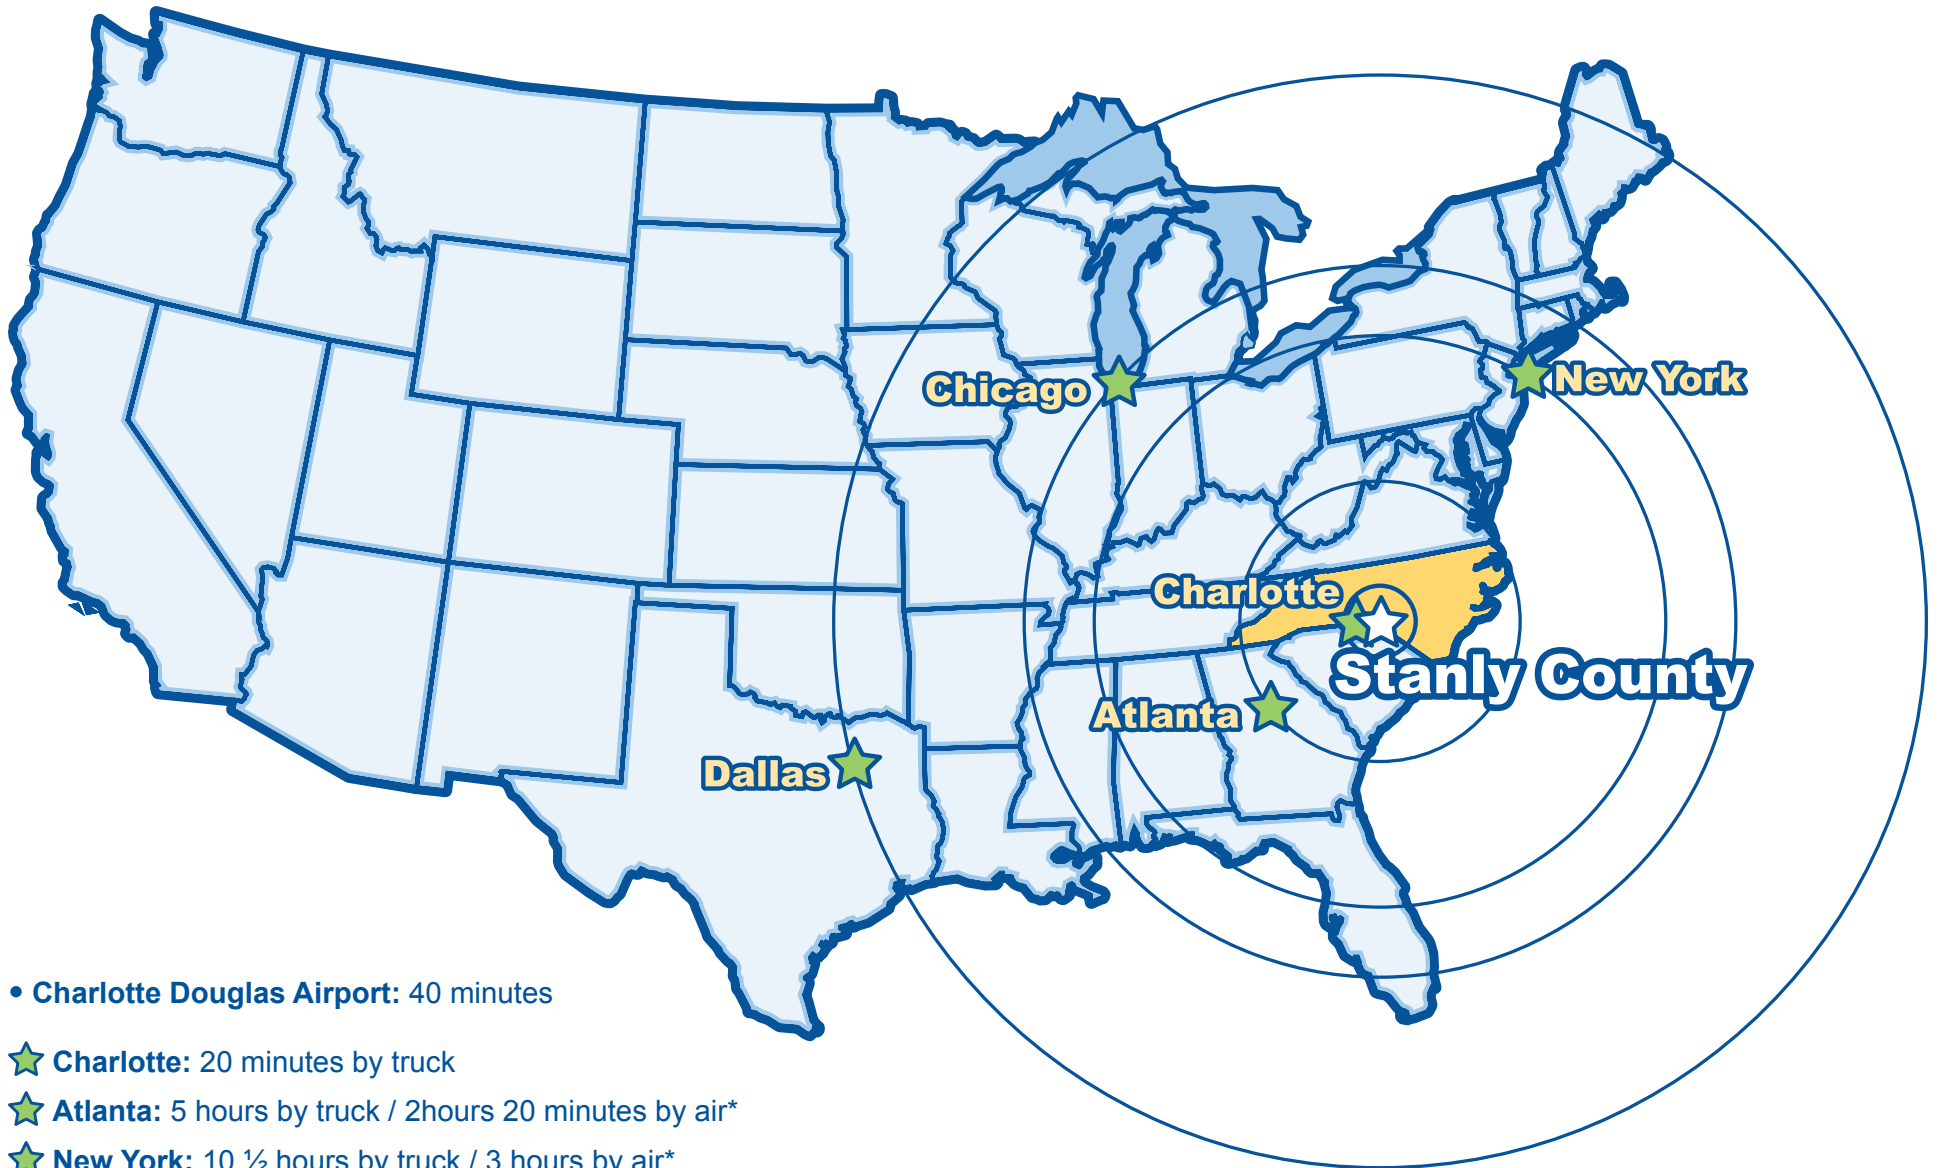 Chicago
New York
Charlotte
Stanly County
Atlanta
Dallas
• Charlotte Douglas Airport: 40 minutes
Charlotte: 20 minutes by truck
Atlanta: 5 hours by truck / 2hours 20 minutes by air*
New York: 10 ½ hours by truck / 3 hours by air*